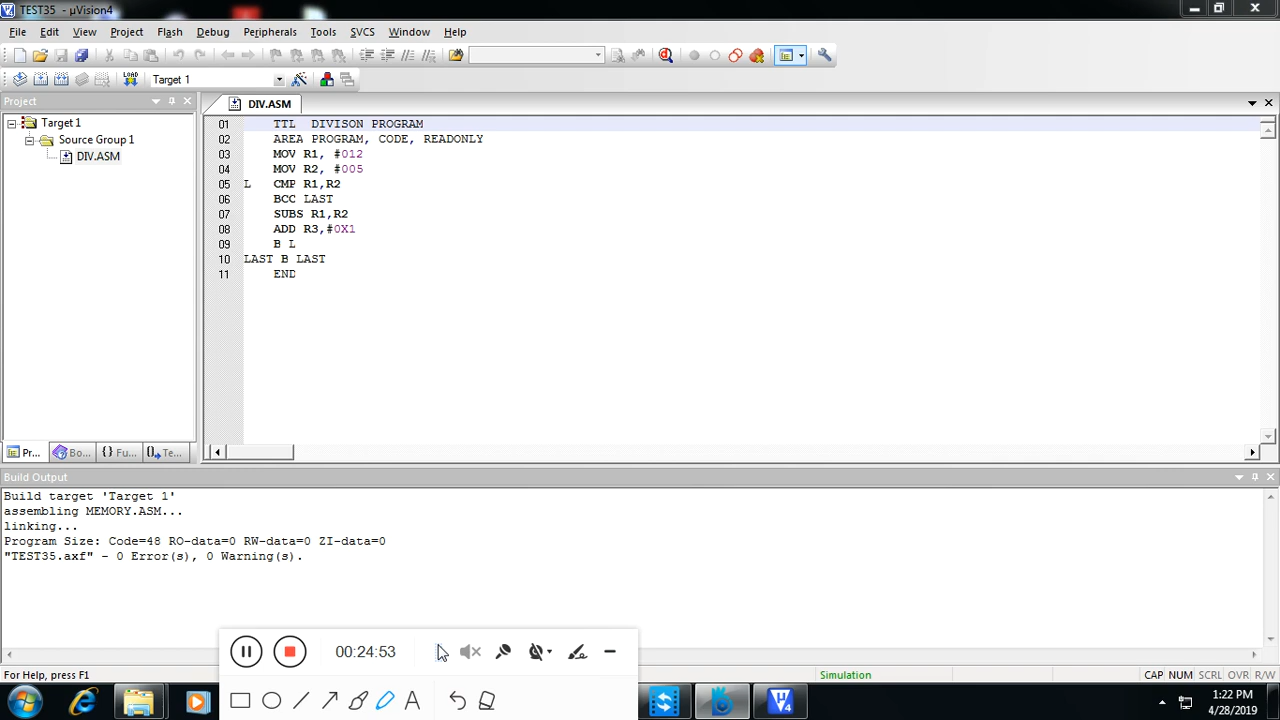 TEST35 - µVision4
File Edit View Project Flash Debug Peripherals Tools SVCS Window Help
LOAD Target 1
Project
Target 1
Source Group 1
DIV.ASM
DIV.ASM
01 TTL DIVISON PROGRAM
02 AREA PROGRAM, CODE, READONLY
03 MOV R1, #012
04 MOV R2, #005
05 L CMP R1,R2
06 BCC LAST
07 SUBS R1,R2
08 ADD R3,#0X1
09 B L
10 LAST B LAST
11 END
Pr... Bo... {} Fu... Te...
Build Output
Build target 'Target 1'
assembling MEMORY.ASM...
linking...
Program Size: Code=48 RO-data=0 RW-data=0 ZI-data=0
"TEST35.axf" - 0 Error(s), 0 Warning(s).
00:24:53
For Help, press F1 Simulation CAP NUM SCRL OVR R/W
1:22 PM
4/28/2019